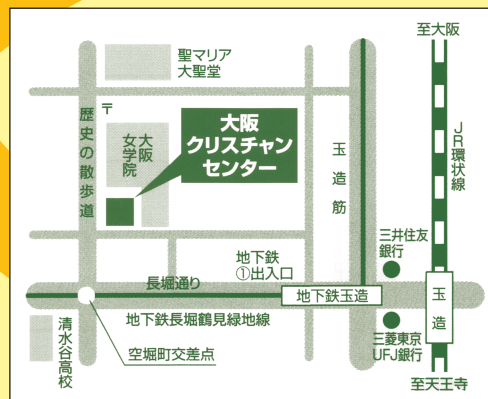 至大阪
聖マリア
大聖堂
〒
歴史の散歩道
大阪
女学院
大阪
クリスチャン
センター
玉造筋
JR環状線
三井住友
銀行
地下鉄
①出入口
長堀通り
地下鉄玉造
玉造
地下鉄長堀鶴見緑地線
三菱東京
UFJ銀行
清水谷高校
空堀町交差点
至天王寺